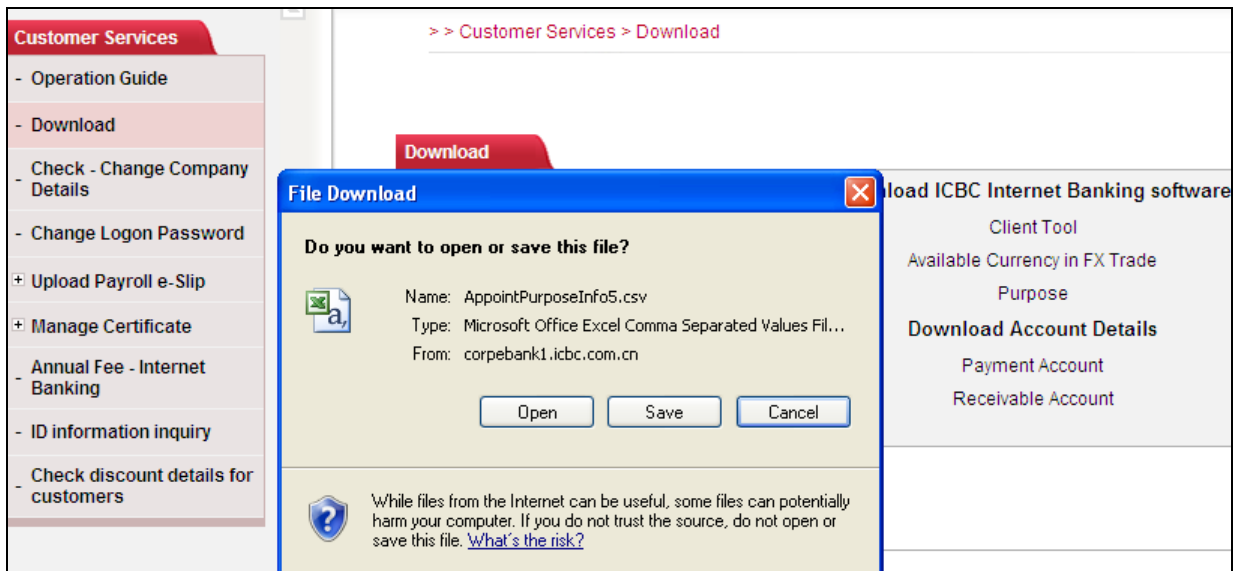 Customer Services
- Operation Guide
- Download
- Check - Change Company
Details
- Change Logon Password
+ Upload Payroll e-Slip
+ Manage Certificate
- Annual Fee - Internet
Banking
- ID information inquiry
- Check discount details for
customers
> > Customer Services > Download
Download
File Download
Do you want to open or save this file?
Name: AppointPurposeInfo5.csv
Type: Microsoft Office Excel Comma Separated Values Fil...
From: corpebank1.icbc.com.cn
Open Save Cancel
While files from the Internet can be useful, some files can potentially
harm your computer. If you do not trust the source, do not open or
save this file. What's the risk?
ICBC Internet Banking software
Client Tool
Available Currency in FX Trade
Purpose
Download Account Details
Payment Account
Receivable Account